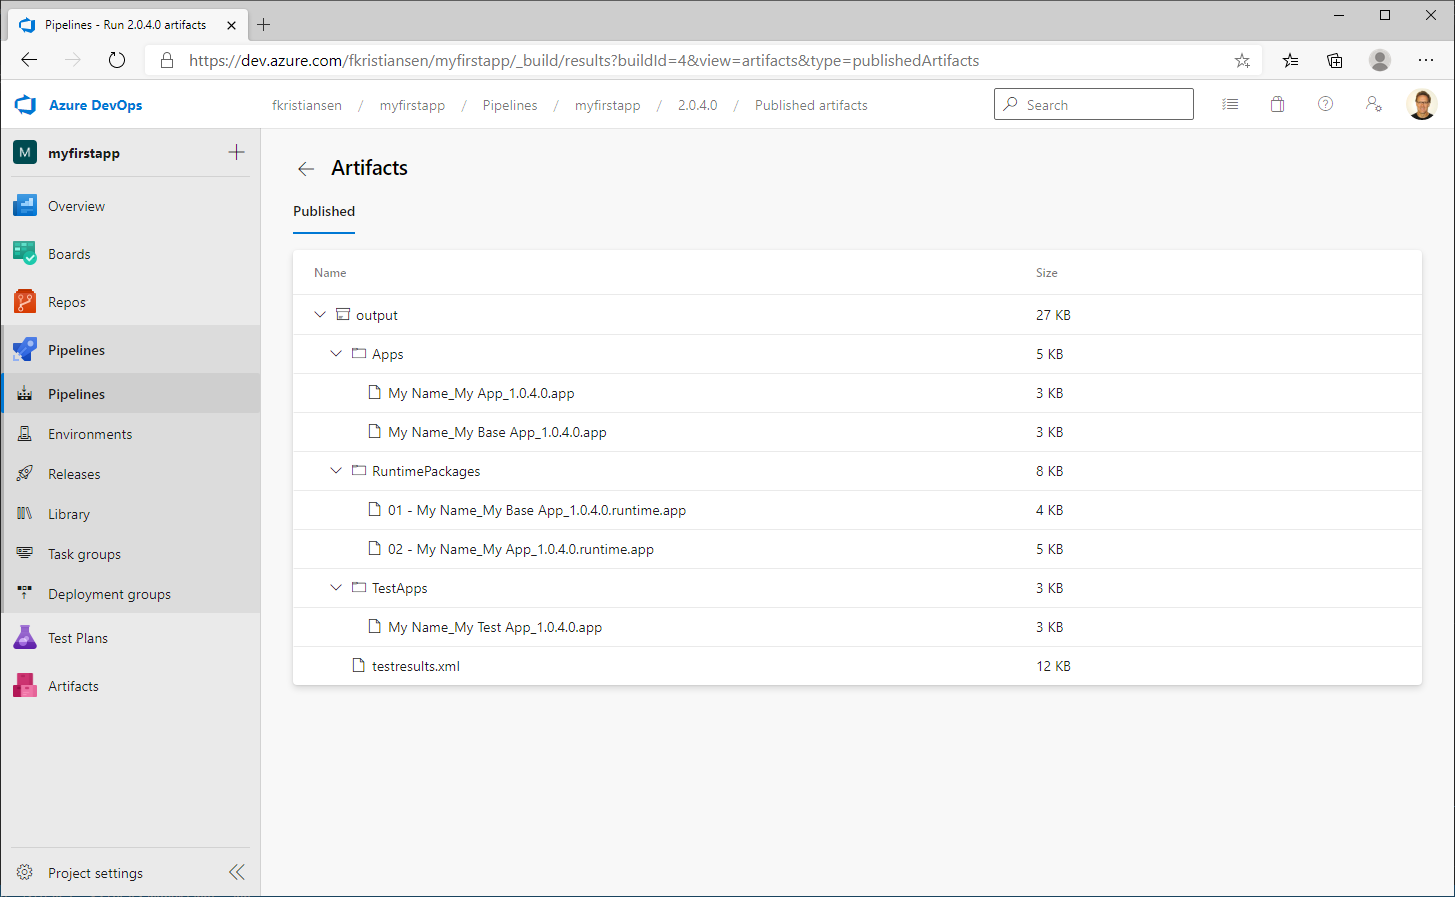 Pipelines - Run 2.0.4.0 artifacts
https://dev.azure.com/fkristiansen/myfirstapp/_build/results?buildId=4&view=artifacts&type=publishedArtifacts
Azure DevOps
fkristiansen / myfirstapp / Pipelines / myfirstapp / 2.0.4.0 / Published artifacts
Search
M myfirstapp
Overview
Boards
Repos
Pipelines
Pipelines
Environments
Releases
Library
Task groups
Deployment groups
Test Plans
Artifacts
Project settings
Artifacts
Published
Name Size
output 27 KB
Apps 5 KB
My Name_My App_1.0.4.0.app 3 KB
My Name_My Base App_1.0.4.0.app 3 KB
RuntimePackages 8 KB
01 - My Name_My Base App_1.0.4.0.runtime.app 4 KB
02 - My Name_My App_1.0.4.0.runtime.app 5 KB
TestApps 3 KB
My Name_My Test App_1.0.4.0.app 3 KB
testresults.xml 12 KB